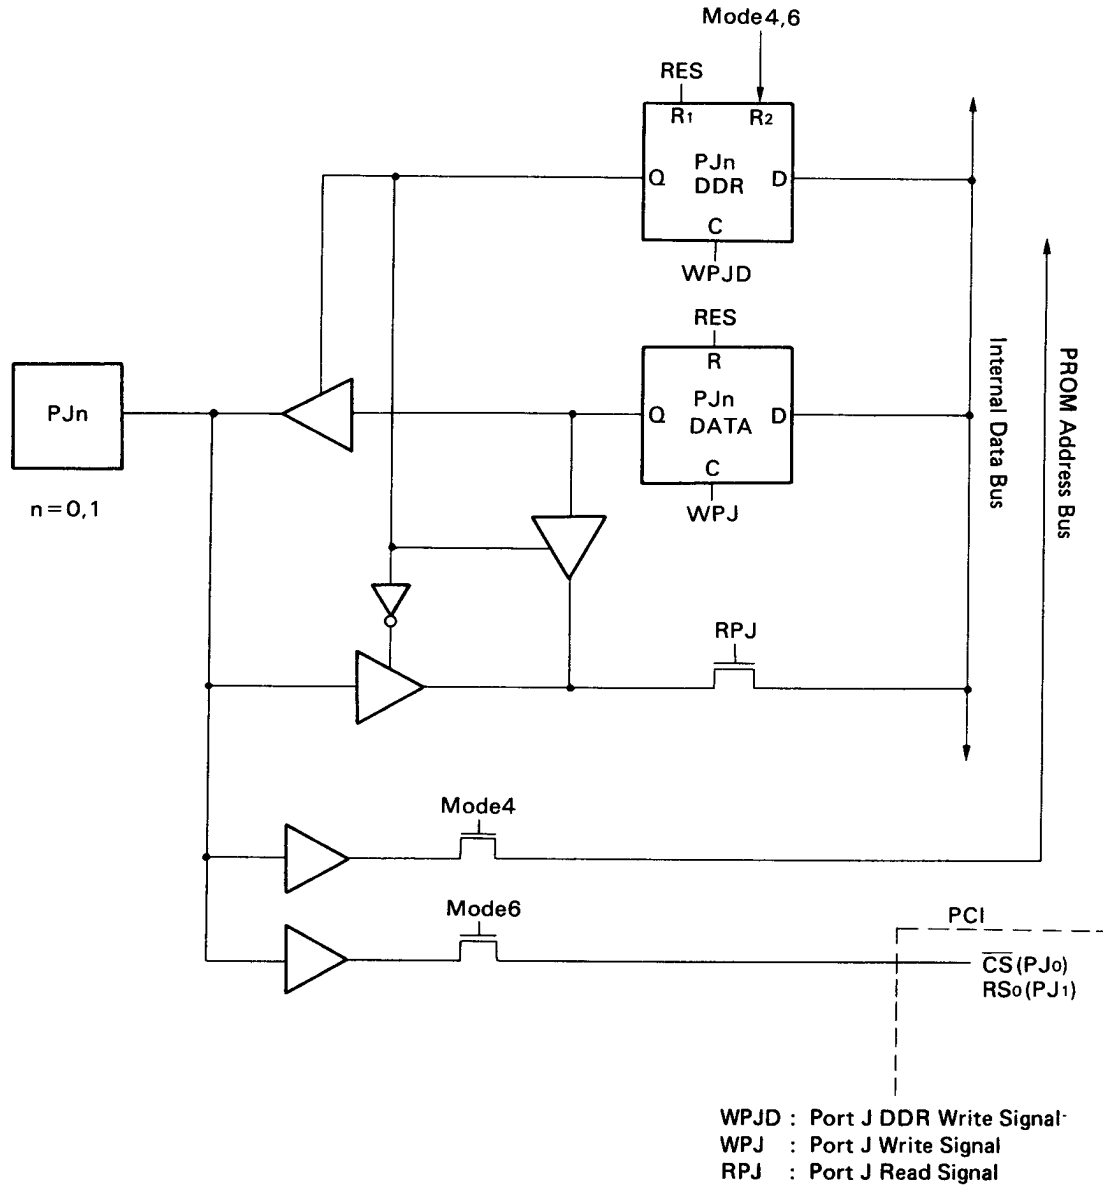 Mode4,6
RES
R1 R2
Q PJn DDR D
C
WPJD
RES
R
PJn
n=0,1
Q PJn DATA D
C
WPJ
Internal Data Bus
PROM Address Bus
RPJ
Mode4
Mode6
PCI
C̅S̅(PJ0)
RS0(PJ1)
WPJD : Port J DDR Write Signal
WPJ : Port J Write Signal
RPJ : Port J Read Signal